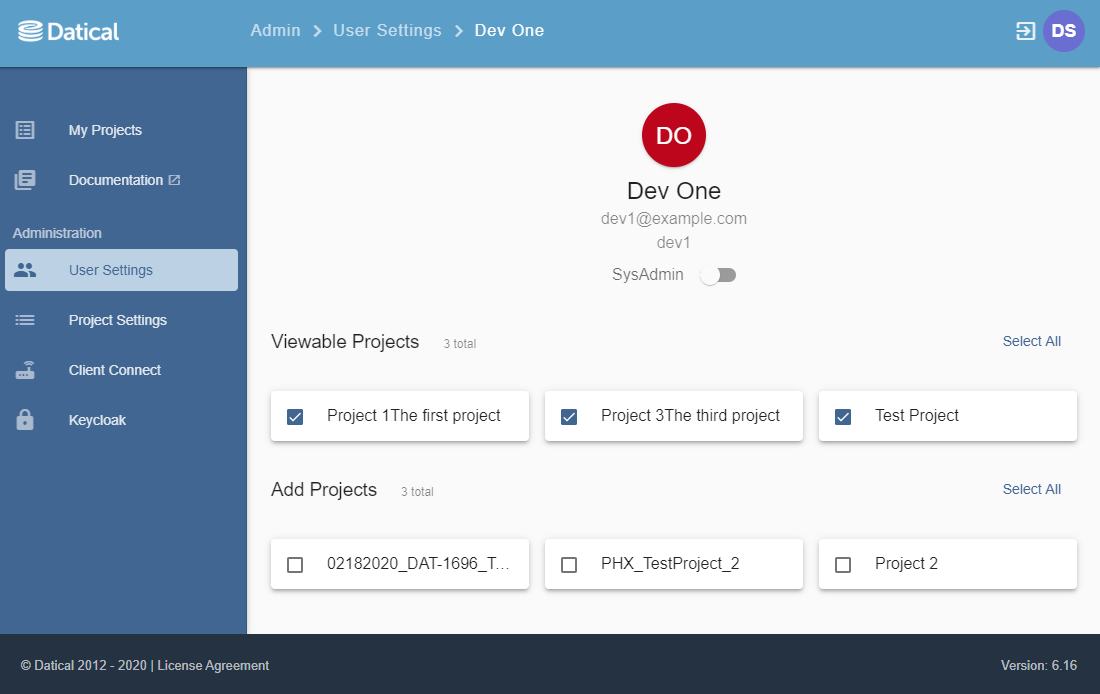 Datical
Admin > User Settings > Dev One
DS
My Projects
Documentation
Administration
User Settings
Project Settings
Client Connect
Keycloak
DO
Dev One
dev1@example.com
dev1
SysAdmin
Viewable Projects 3 total Select All
Project 1The first project Project 3The third project Test Project
Add Projects 3 total Select All
02182020_DAT-1696_T... PHX_TestProject_2 Project 2
© Datical 2012 - 2020 | License Agreement Version: 6.16